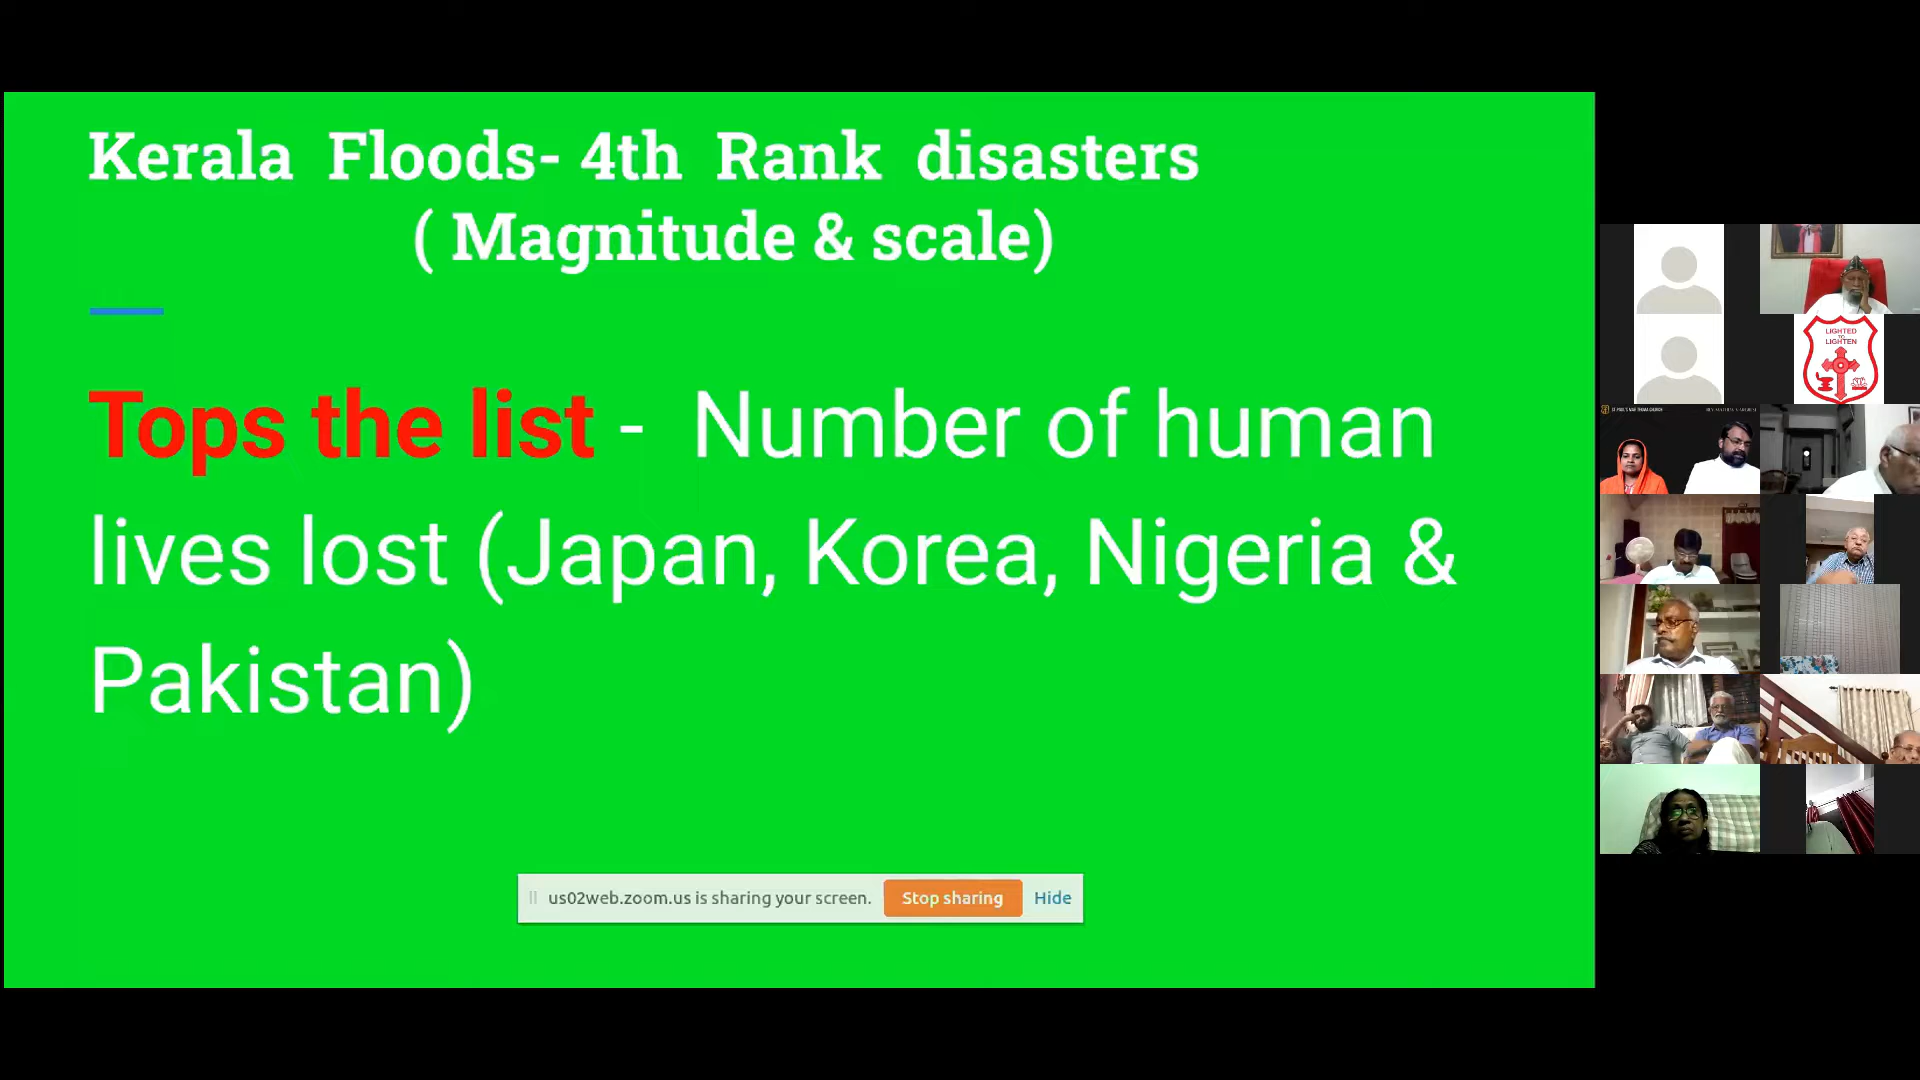 Kerala Floods- 4th Rank disasters
( Magnitude & scale)
Tops the list - Number of human
lives lost (Japan, Korea, Nigeria &
Pakistan)
us02web.zoom.us is sharing your screen. Stop sharing Hide
LIGHTED
TO
LIGHTEN